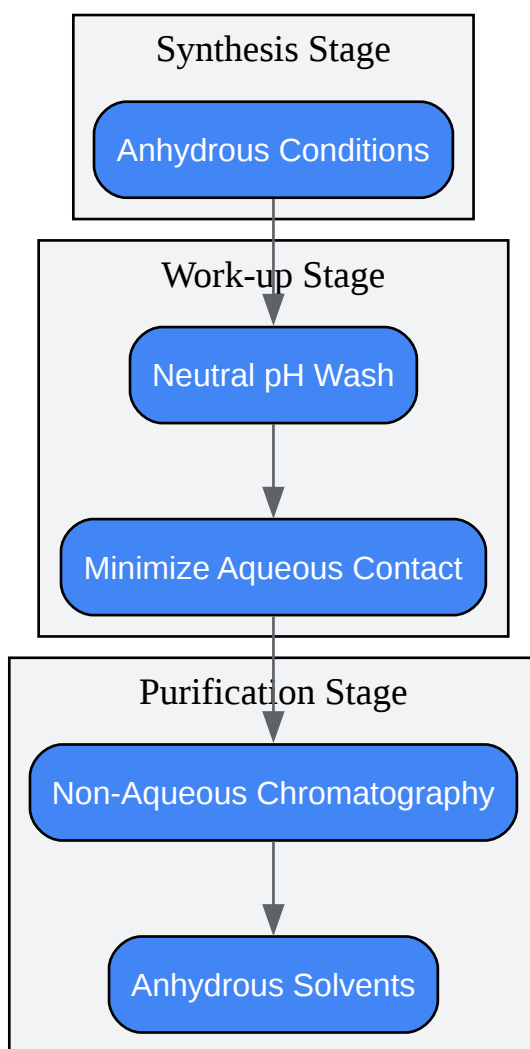 Synthesis Stage
Anhydrous Conditions
Work-up Stage
Neutral pH Wash
Minimize Aqueous Contact
Purification Stage
Non-Aqueous Chromatography
Anhydrous Solvents